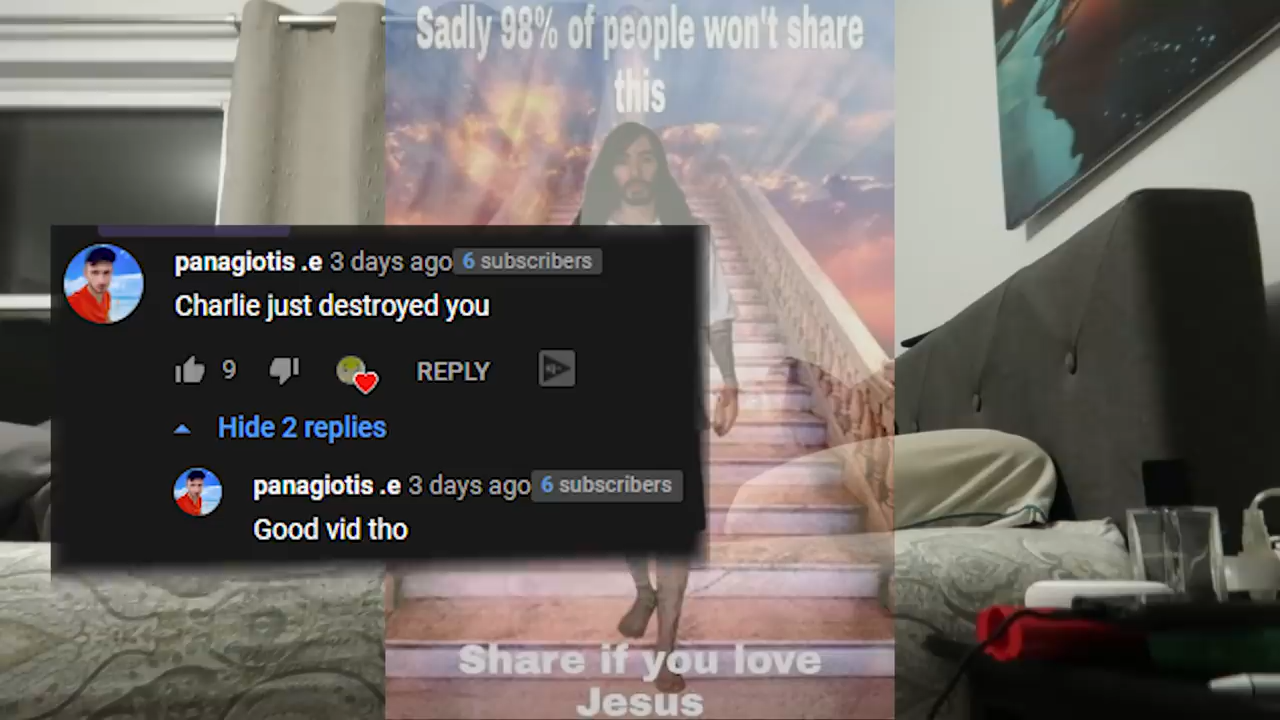 Sadly 98% of people won't share
this
panagiotis .e 3 days ago 6 subscribers
Charlie just destroyed you
9 REPLY
Hide 2 replies
panagiotis .e 3 days ago 6 subscribers
Good vid tho
Share if you love
Jesus